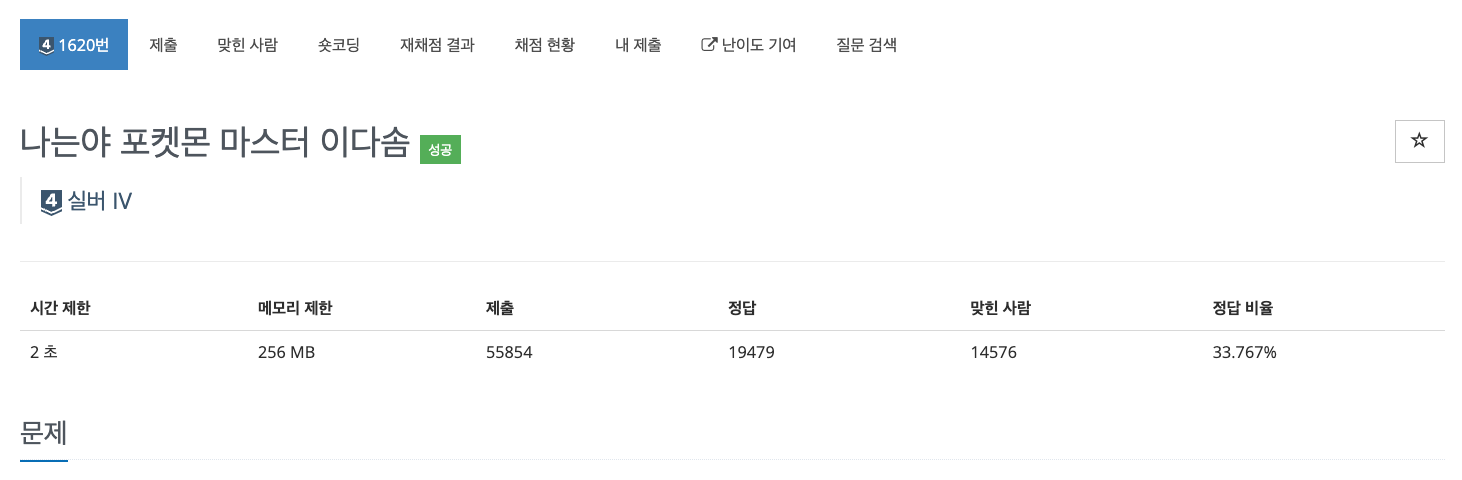 4 1620번 제출 맞힌 사람 숏코딩 재채점 결과 채점 현황 내 제출 난이도 기여 질문 검색
나는야 포켓몬 마스터 이다솜 성공
4 실버 IV
시간 제한 메모리 제한 제출 정답 맞힌 사람 정답 비율
2 초 256 MB 55854 19479 14576 33.767%
문제